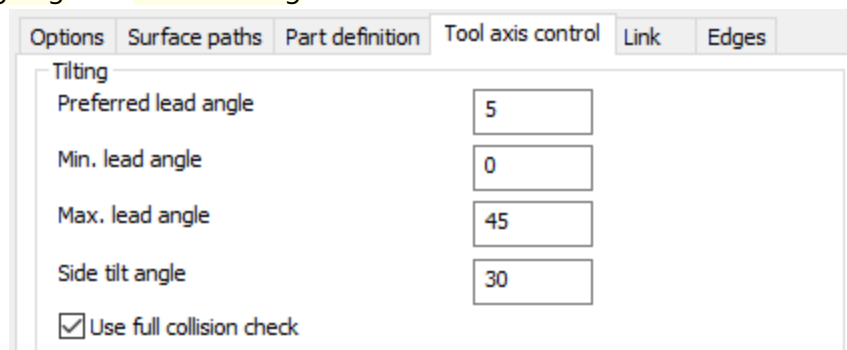 Options Surface paths Part definition Tool axis control Link Edges
Tilting
Preferred lead angle 5
Min. lead angle 0
Max. lead angle 45
Side tilt angle 30
Use full collision check